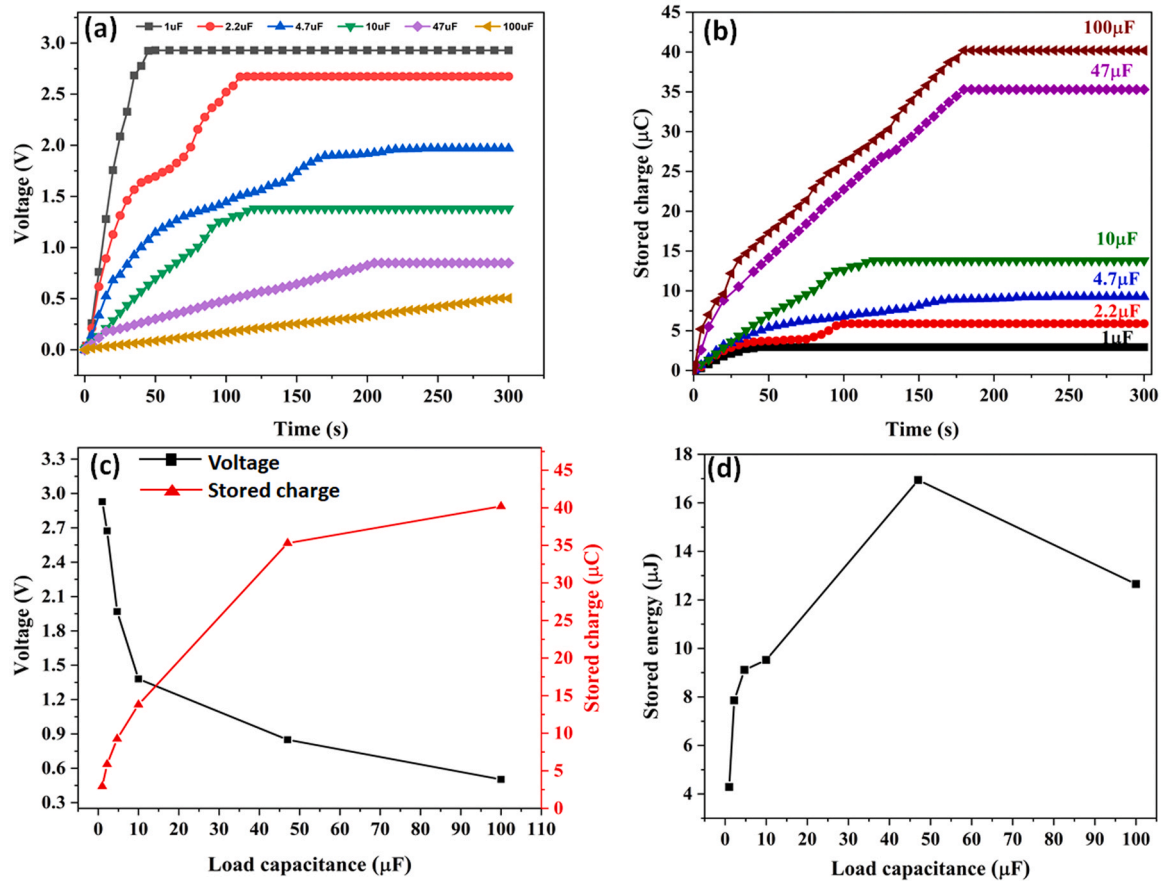 (a)
1uF 2.2uF 4.7uF 10uF 47uF 100uF
3.0
2.5
2.0
1.5
1.0
0.5
0.0
Voltage (V)
0 50 100 150 200 250 300
Time (s)
(b)
100μF
47μF
10μF
4.7μF
2.2μF
1μF
45
40
35
30
25
20
15
10
5
0
Stored charge (μC)
0 50 100 150 200 250 300
Time (s)
(c)
Voltage
Stored charge
3.3
3.0
2.7
2.4
2.1
1.8
1.5
1.2
0.9
0.6
0.3
Voltage (V)
45
40
35
30
25
20
15
10
5
0
Stored charge (μC)
0 10 20 30 40 50 60 70 80 90 100 110
Load capacitance (μF)
(d)
18
16
14
12
10
8
6
4
Stored energy (μJ)
0 10 20 30 40 50 60 70 80 90 100
Load capacitance (μF)